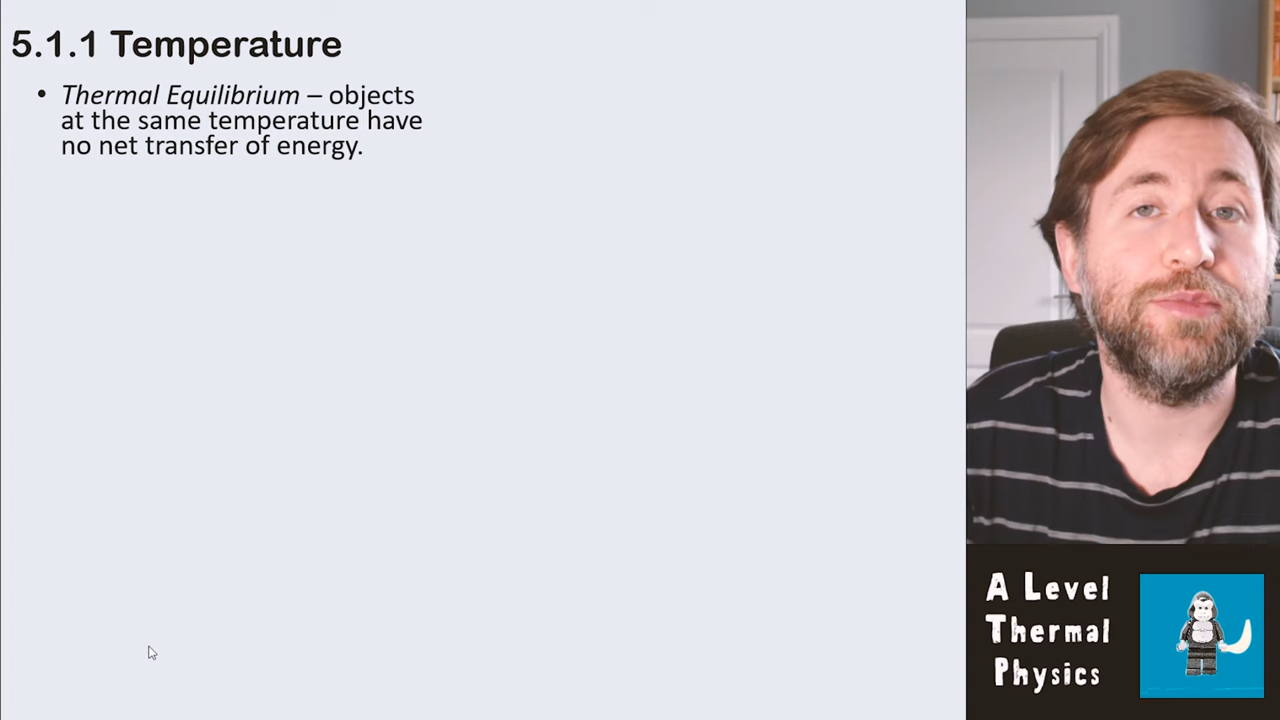 5.1.1 Temperature
• Thermal Equilibrium – objects
at the same temperature have
no net transfer of energy.
A Level
Thermal
Physics